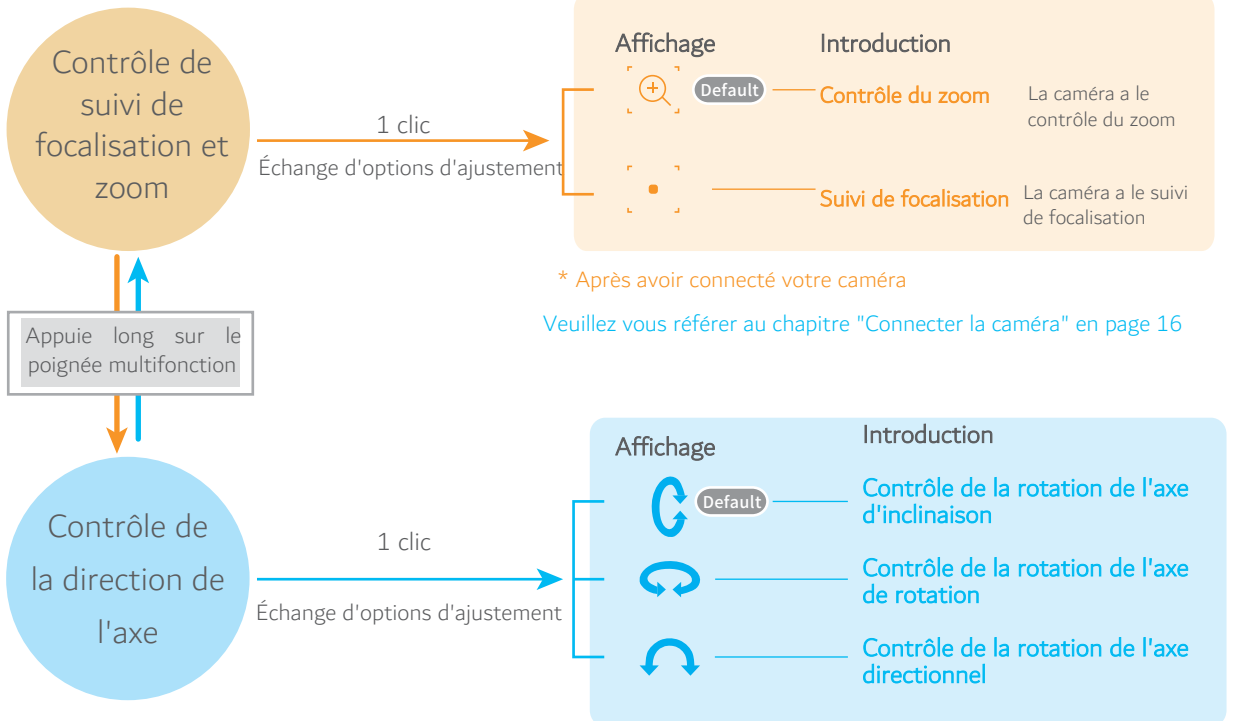 Contrôle de
suivi de
focalisation et
zoom
1 clic
Échange d'options d'ajustement
Affichage
Introduction
Default
Contrôle du zoom
La caméra a le
contrôle du zoom
Suivi de focalisation
La caméra a le suivi
de focalisation
* Après avoir connecté votre caméra
Veuillez vous référer au chapitre "Connecter la caméra" en page 16
Appuie long sur le
poignée multifonction
Contrôle de
la direction de
l'axe
1 clic
Échange d'options d'ajustement
Affichage
Introduction
Default
Contrôle de la rotation de l'axe
d'inclinaison
Contrôle de la rotation de l'axe
de rotation
Contrôle de la rotation de l'axe
directionnel